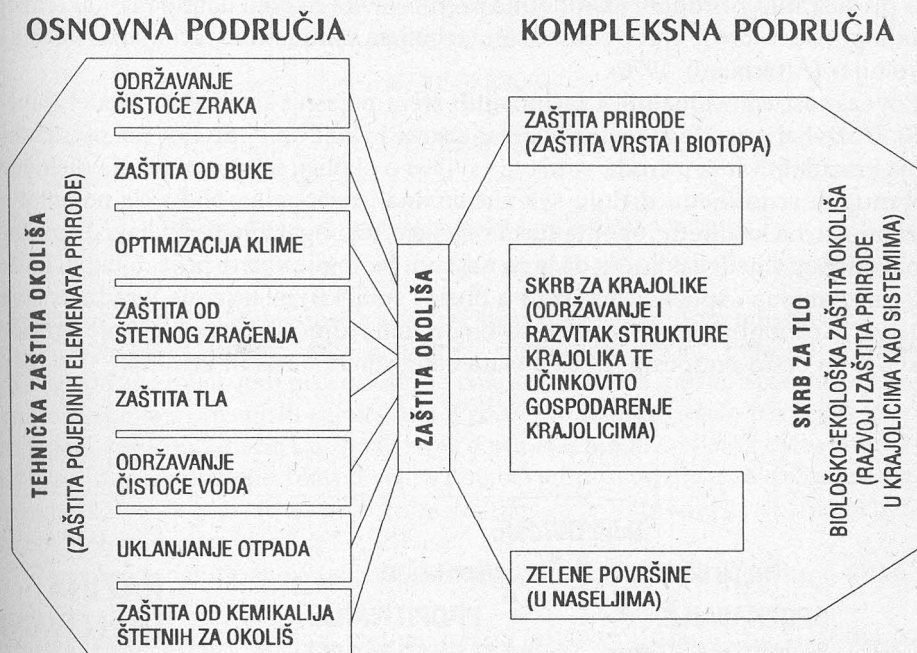 OSNOVNA PODRUČJA
TEHNIČKA ZAŠTITA OKOLIŠA
(ZAŠTITA POJEDINIH ELEMENATA PRIRODE)
ODRŽAVANJE
ČISTOĆE ZRAKA
ZAŠTITA OD BUKE
OPTIMIZACIJA KLIME
ZAŠTITA OD
ŠTETNOG ZRAČENJA
ZAŠTITA TLA
ODRŽAVANJE
ČISTOĆE VODA
UKLANJANJE OTPADA
ZAŠTITA OD KEMIKALIJA
ŠTETNIH ZA OKOLIŠ
ZAŠTITA OKOLIŠA
KOMPLEKSNA PODRUČJA
ZAŠTITA PRIRODE
(ZAŠTITA VRSTA I BIOTOPA)
SKRB ZA KRAJOLIKE
(ODRŽAVANJE I
RAZVITAK STRUKTURE
KRAJOLIKA TE
UČINKOVITO
GOSPODARENJE
KRAJOLICIMA)
ZELENE POVRŠINE
(U NASELJIMA)
SKRB ZA TLO
BIOLOŠKO-EKOLOŠKA ZAŠTITA OKOLIŠA
(RAZVOJ I ZAŠTITA PRIRODE
U KRAJOLICIMA KAO SISTEMIMA)